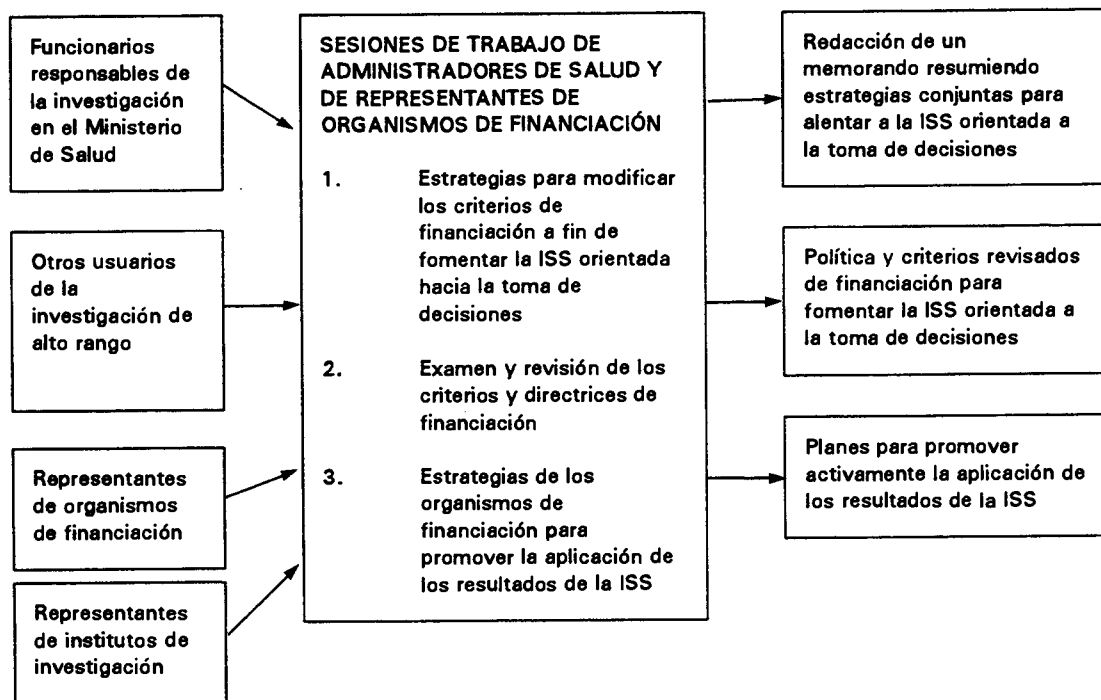 Funcionarios
responsables de
la investigación
en el Ministerio
de Salud
Otros usuarios
de la
investigación de
alto rango
Representantes
de organismos
de financiación
Representantes
de institutos de
investigación
SESIONES DE TRABAJO DE
ADMINISTRADORES DE SALUD Y
DE REPRESENTANTES DE
ORGANISMOS DE FINANCIACIÓN
1. Estrategias para modificar
los criterios de
financiación a fin de
fomentar la ISS orientada
hacia la toma de
decisiones
2. Examen y revisión de los
criterios y directrices de
financiación
3. Estrategias de los
organismos de
financiación para
promover la aplicación de
los resultados de la ISS
Redacción de un
memorando resumiendo
estrategias conjuntas para
alentar a la ISS orientada a
la toma de decisiones
Política y criterios revisados
de financiación para
fomentar la ISS orientada a
la toma de decisiones
Planes para promover
activamente la aplicación de
los resultados de la ISS